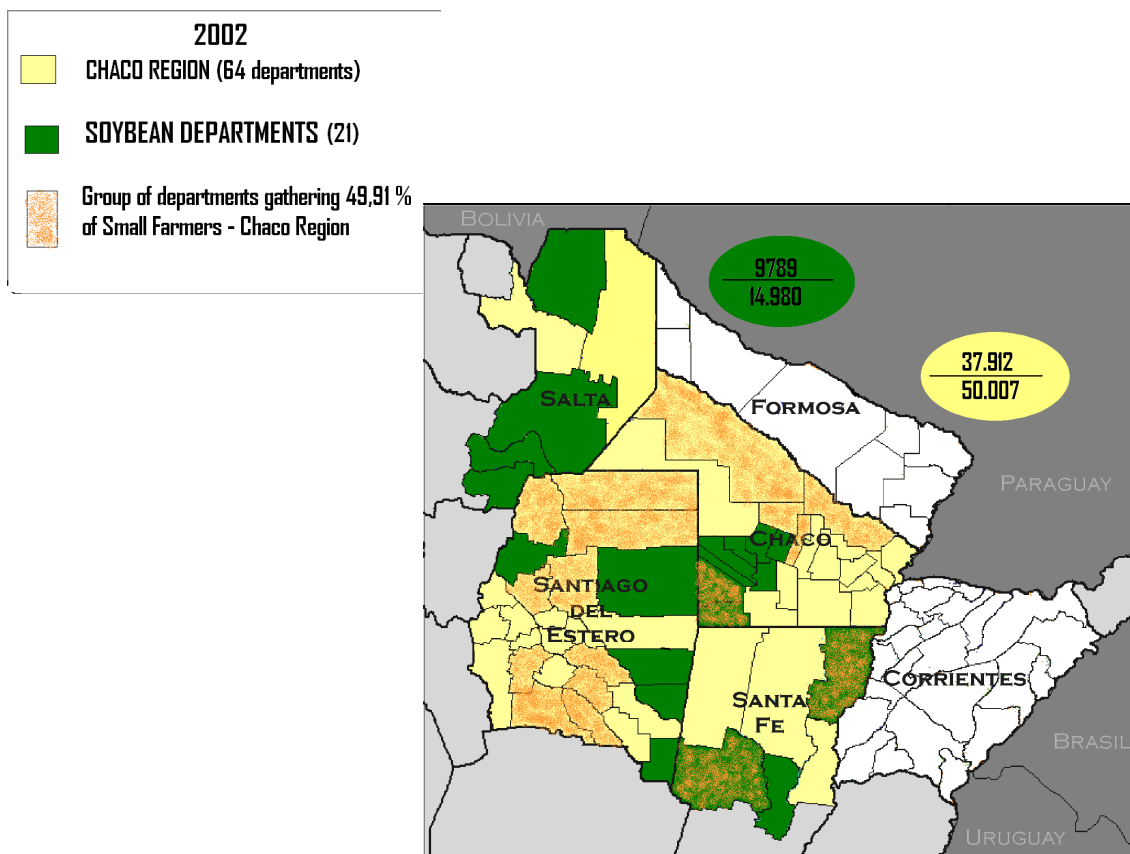 2002
CHACO REGION (64 departments)
SOYBEAN DEPARTMENTS (21)
Group of departments gathering 49,91 %
of Small Farmers - Chaco Region
BOLIVIA
9789
14.980
37.912
50.007
SALTA
FORMOSA
PARAGUAY
CHACO
SANTIAGO
DEL
ESTERO
CORRIENTES
SANTA
FE
BRASIL
URUGUAY